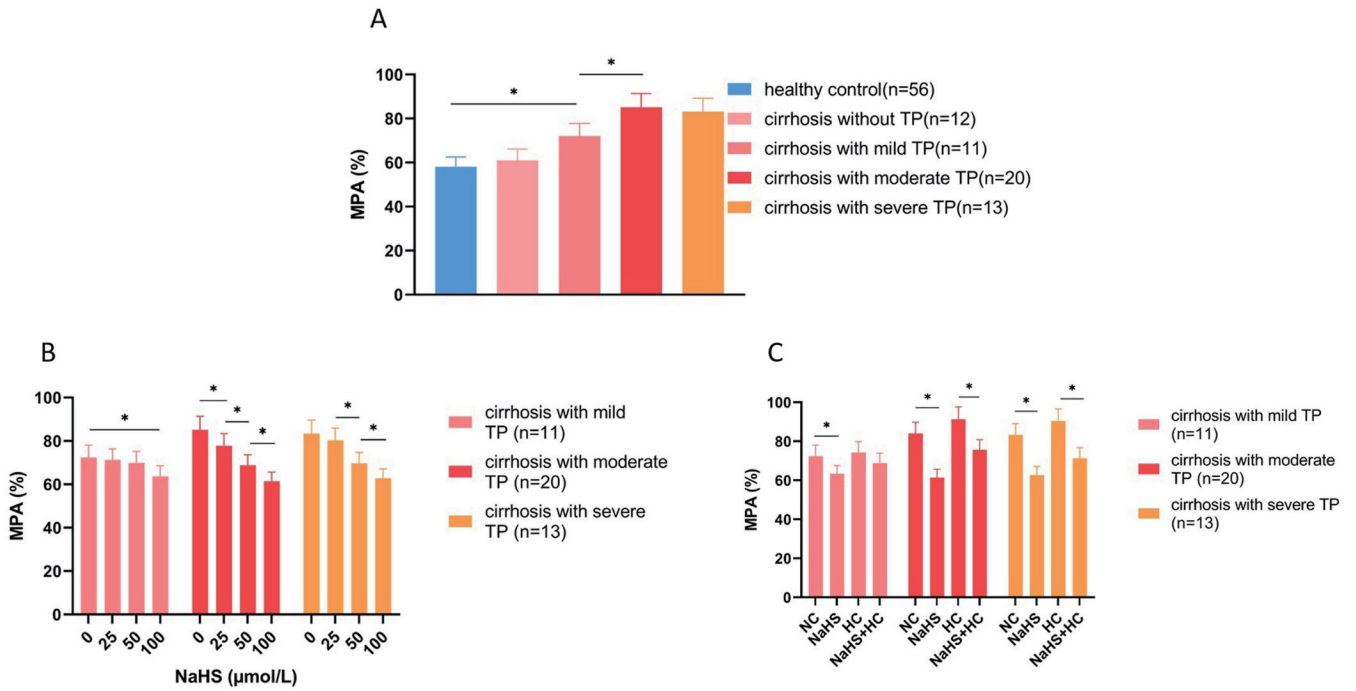 A
*
*
100
80
60
40
20
0
MPA (%)
healthy control(n=56)
cirrhosis without TP(n=12)
cirrhosis with mild TP(n=11)
cirrhosis with moderate TP(n=20)
cirrhosis with severe TP(n=13)
B
100
80
60
40
20
0
MPA (%)
*
*
*
*
*
*
0 25 50 100 0 25 50 100 0 25 50 100
NaHS (µmol/L)
cirrhosis with mild
TP (n=11)
cirrhosis with moderate
TP (n=20)
cirrhosis with severe
TP (n=13)
C
100
80
60
40
20
0
MPA (%)
*
*
*
*
*
NC NaHS HC NaHS+HC NC NaHS HC NaHS+HC NC NaHS HC NaHS+HC
cirrhosis with mild TP
(n=11)
cirrhosis with moderate
TP (n=20)
cirrhosis with severe TP
(n=13)